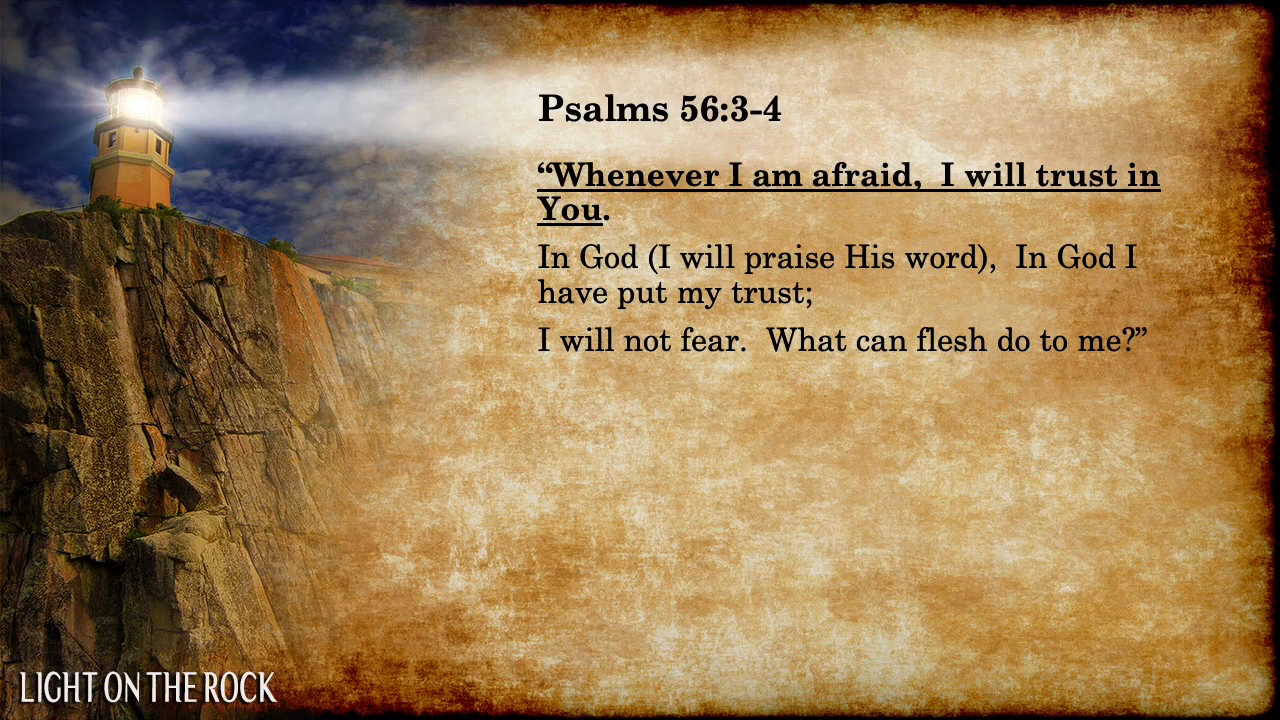 Psalms 56:3-4
“Whenever I am afraid,  I will trust in
You.
In God (I will praise His word),  In God I
have put my trust;
I will not fear.  What can flesh do to me?”
LIGHT ON THE ROCK